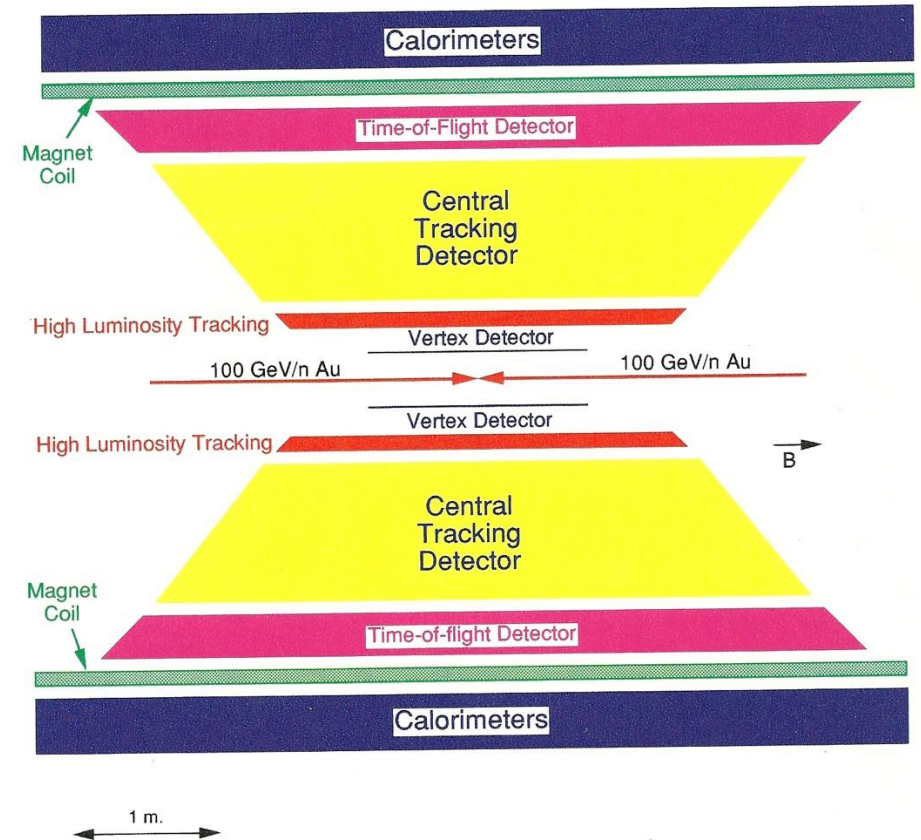 Calorimeters
Time-of-Flight Detector
Magnet
Coil
Central
Tracking
Detector
High Luminosity Tracking
Vertex Detector
100 GeV/n Au
100 GeV/n Au
Vertex Detector
High Luminosity Tracking
B
Central
Tracking
Detector
Magnet
Coil
Time-of-flight Detector
Calorimeters
1 m.